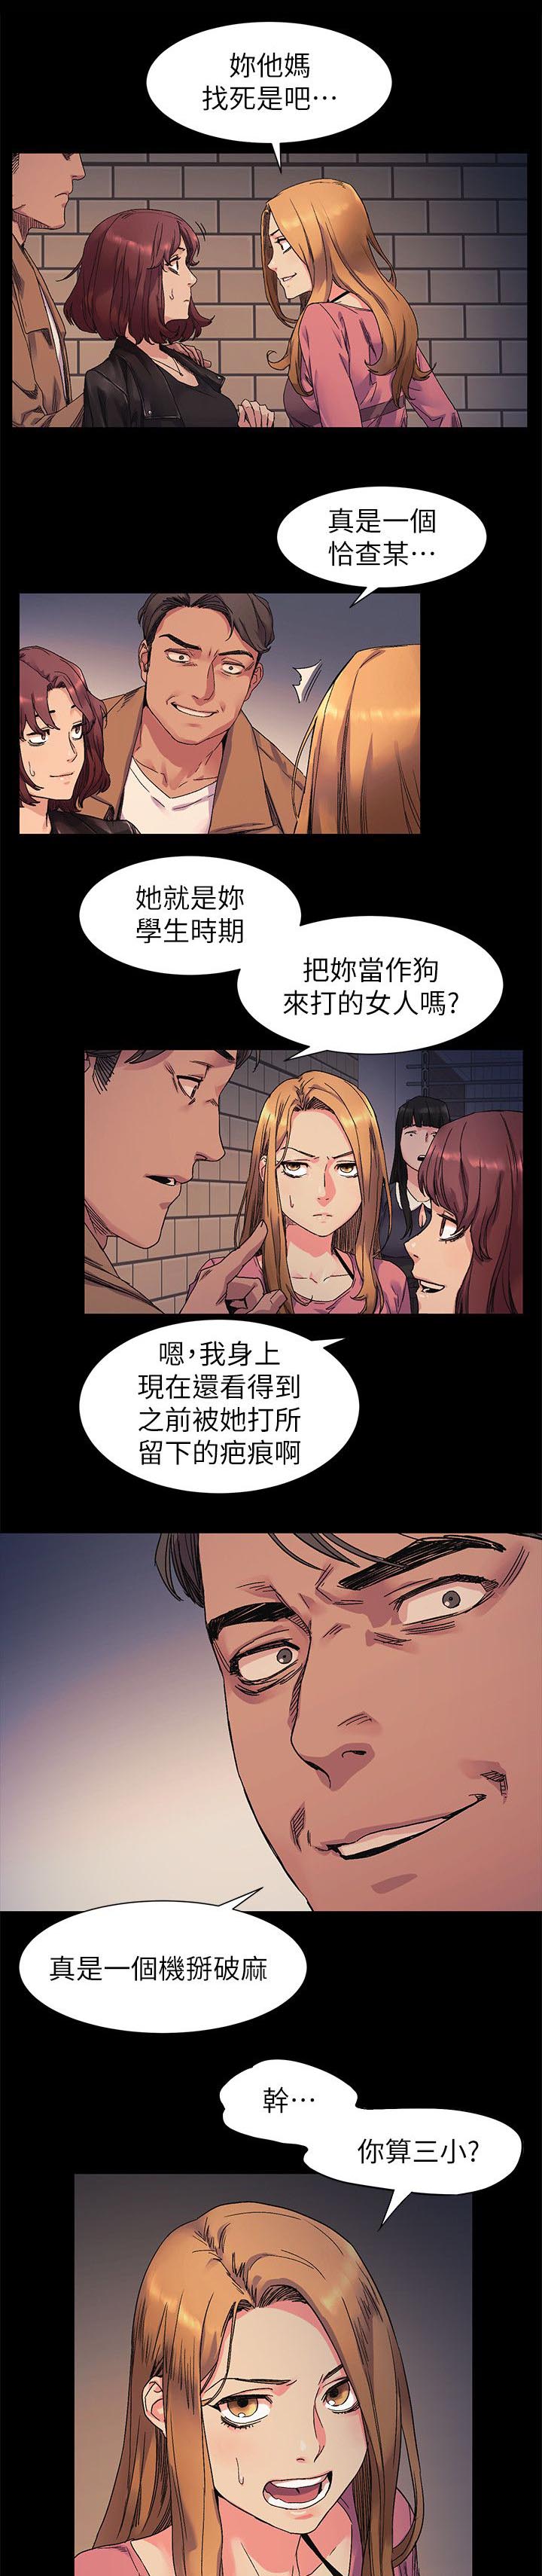 妳他媽
找死是吧…
真是一個
恰查某…
她就是妳
學生時期
把妳當作狗
來打的女人嗎?
嗯,我身上
現在還看得到
之前被她打所
留下的疤痕啊
真是一個機掰破麻
幹…
你算三小?